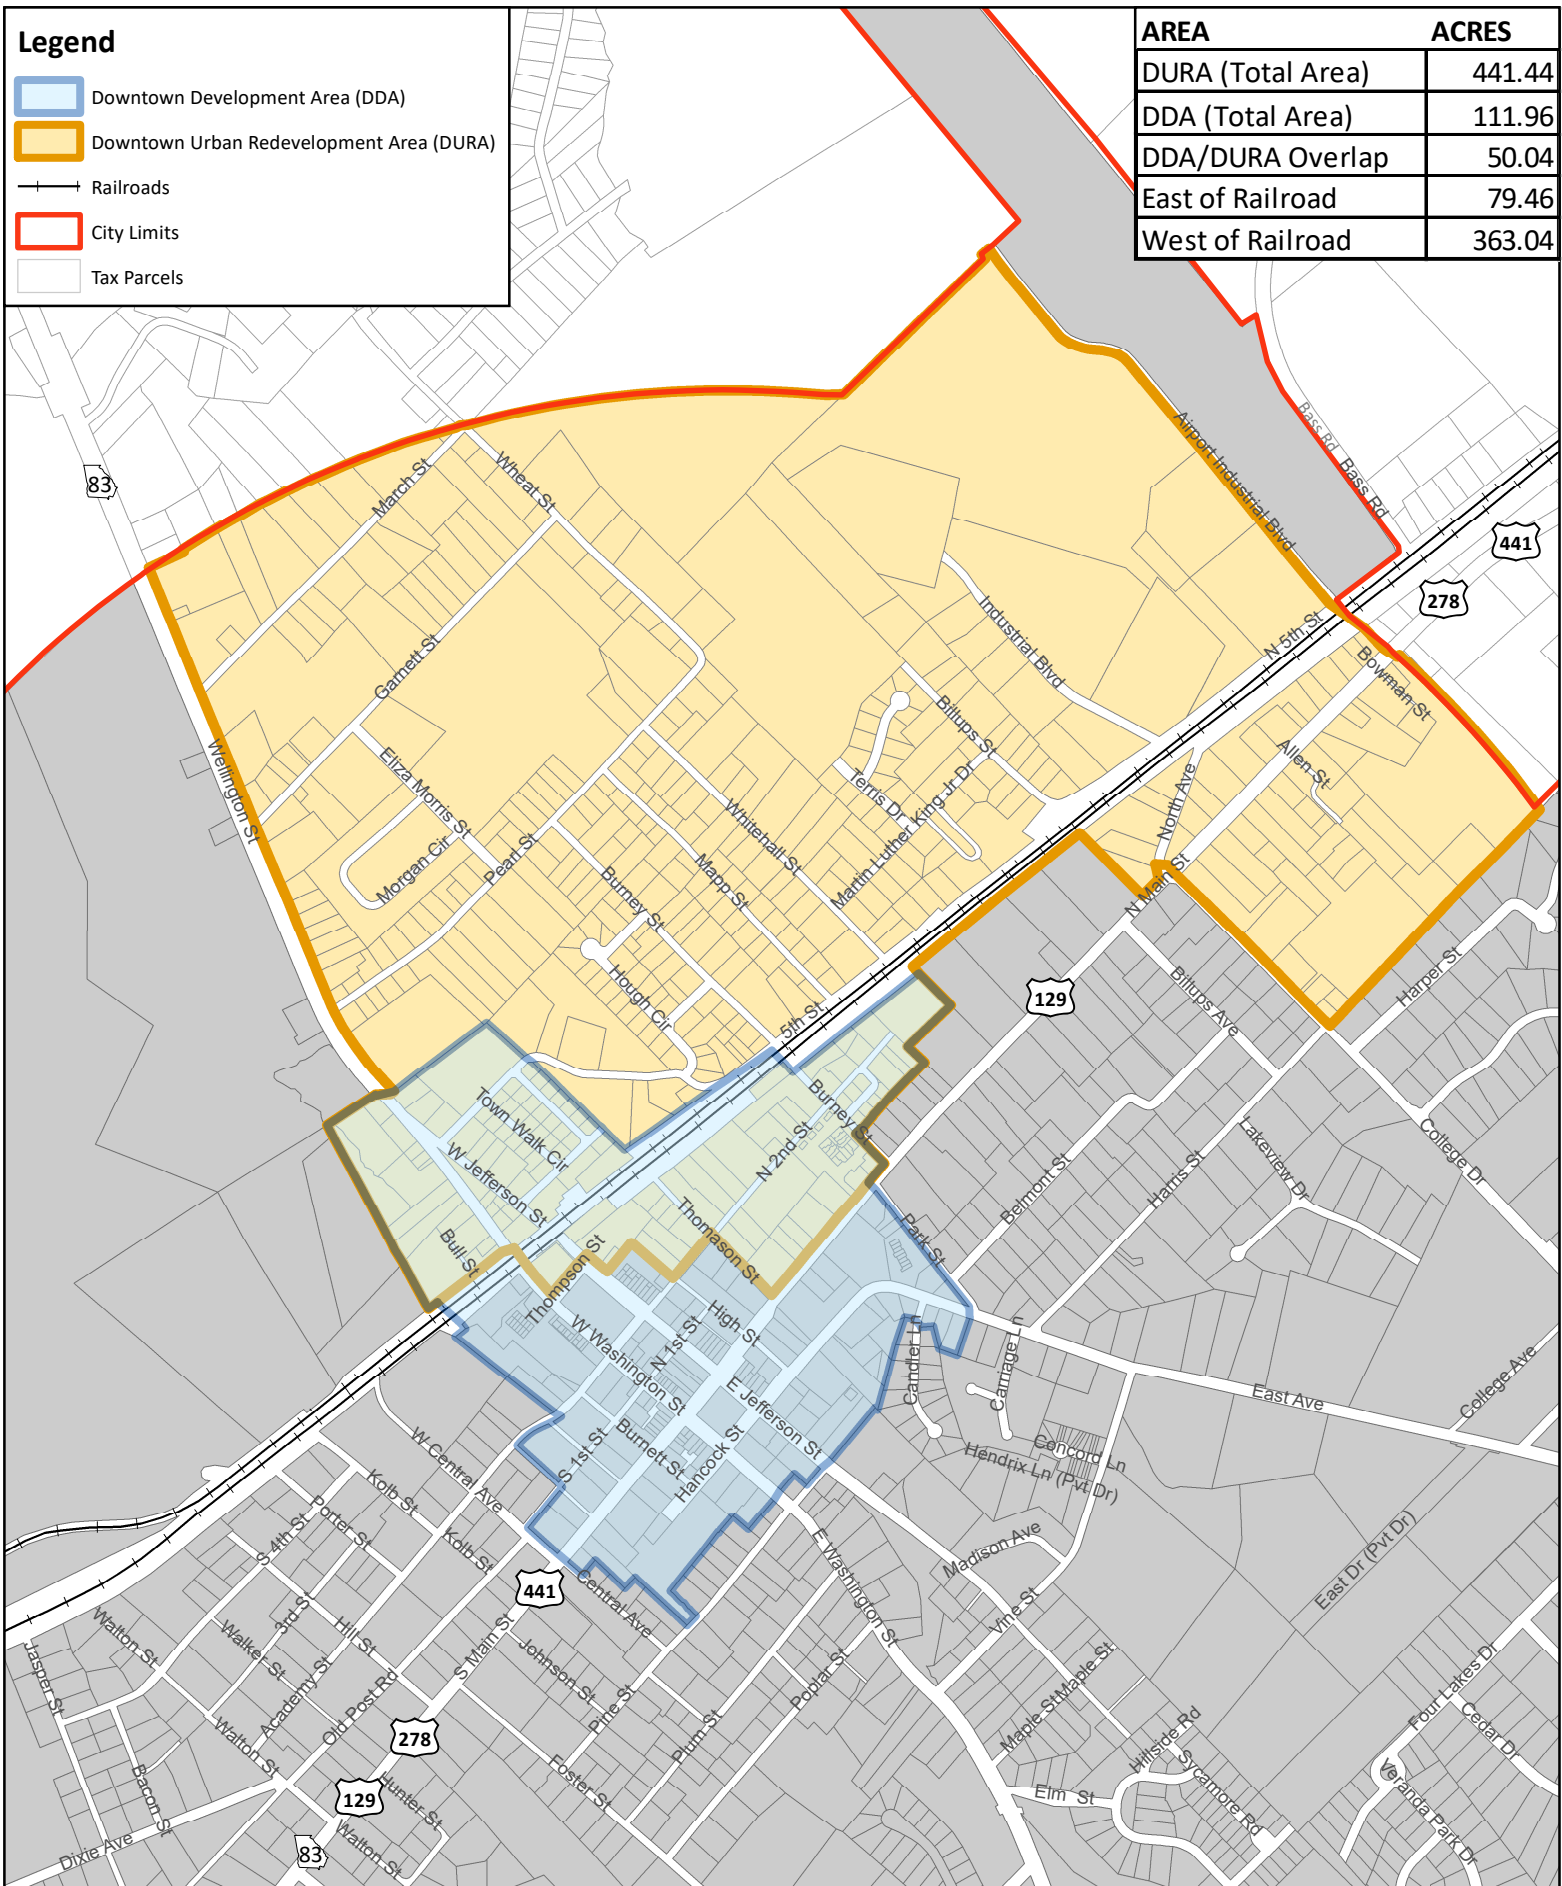 Legend
Downtown Development Area (DDA)
Downtown Urban Redevelopment Area (DURA)
Railroads
City Limits
Tax Parcels
AREA ACRES
DURA (Total Area) 441.44
DDA (Total Area) 111.96
DDA/DURA Overlap 50.04
East of Railroad 79.46
West of Railroad 363.04
83
March St
Wheat St
Airport Industrial Blvd
Bass Rd
Bass Rd
441
278
Garnett St
Industrial Blvd
N 5th St
Bowman St
Wellington St
Eliza Morris St
Billups St
Allen St
Terris Dr
North Ave
Morgan Cir
Pearl St
Whitehall St
Martin Luther King Jr Dr
Mapp St
Burney St
N Main St
Harper St
Hough Cir
129
Billups Ave
5th St
Town Walk Cir
Burney St
N 2nd St
W Jefferson St
College Dr
Lakeview Dr
Harris St
Belmont St
Bull St
Thomason St
Park St
Thompson St
High St
N 1st St
W Washington St
Candler Ln
Carriage Ln
East Ave
College Ave
E Jefferson St
Burnett St
Hancock St
S 1st St
W Central Ave
Concord Ln
Hendrix Ln (Pvt Dr)
Kolb St
Porter St
S 4th St
Kolb St
441
Central Ave
E Washington St
Madison Ave
East Dr (Pvt Dr)
Vine St
3rd St
Walton St
Walker St
Hill St
S Main St
Johnson St
Jasper St
Academy St
Old Post Rd
Pine St
Plum St
Poplar St
Maple St
Maple St
Four Lakes Dr
Cedar Dr
Walton St
278
Hillside Rd
Sycamore Rd
Foster St
Bacon St
129
Hunter St
Elm St
Veranda Park Dr
Walton St
Dixie Ave
83